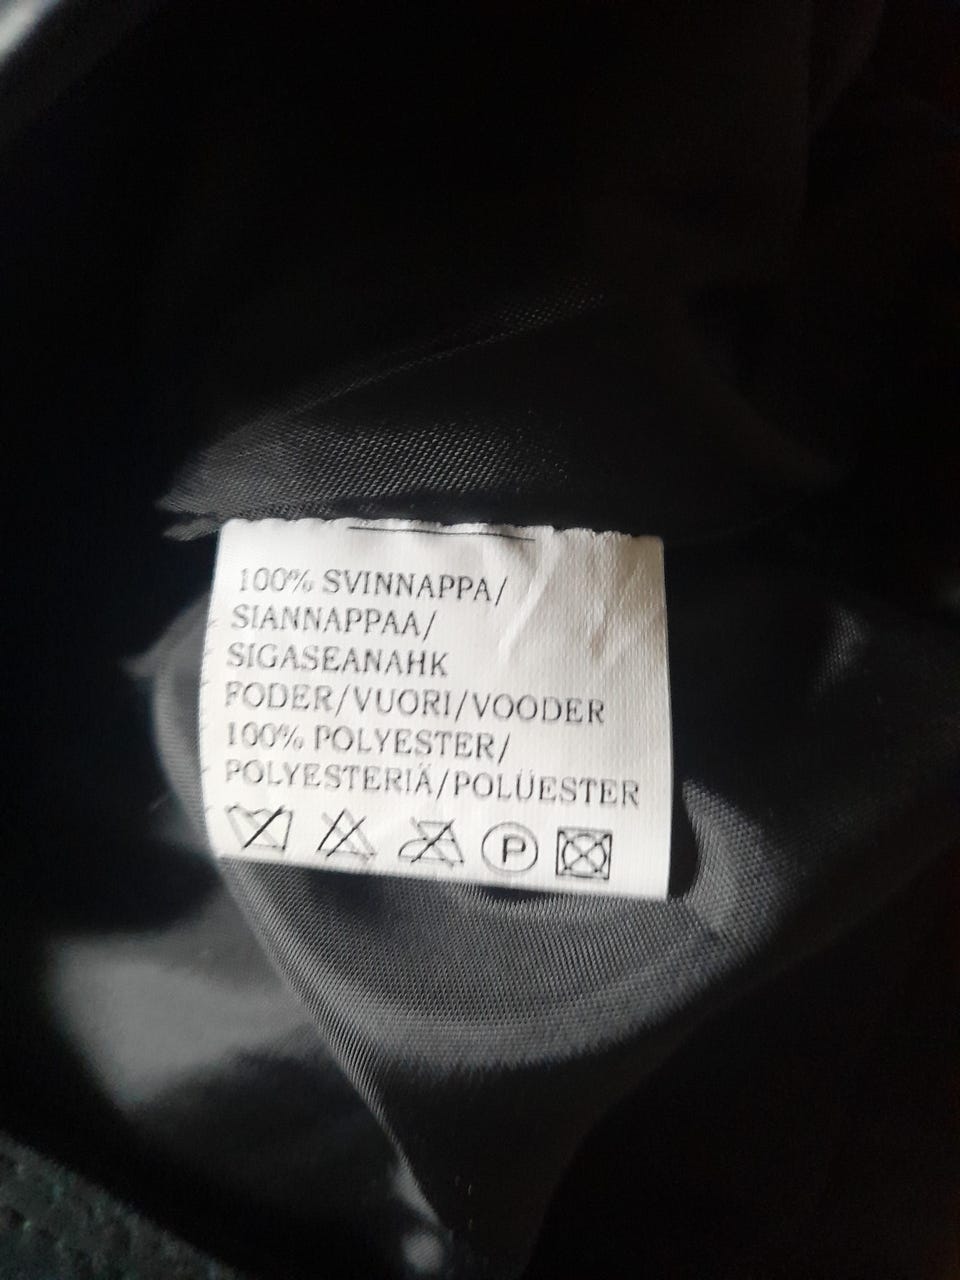 100% SVINNAPPA/
SIANNAPPAA/
SIGASEANAHK
FODER/VUORI/VOODER
100% POLYESTER/
POLYESTERIÄ/POLÜESTER
P